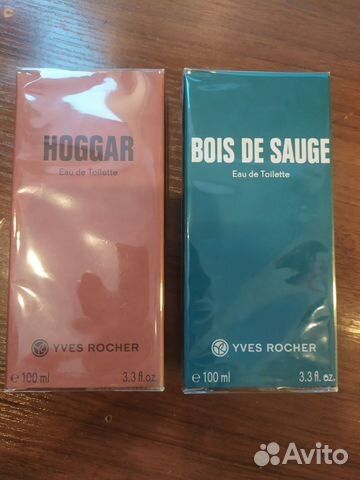 HOGGAR
Eau de Toilette
YVES ROCHER
℮ 100 ml 3.3 fl. oz.
BOIS DE SAUGE
Eau de Toilette
YVES ROCHER
℮ 100 ml 3.3 fl. oz.
Avito